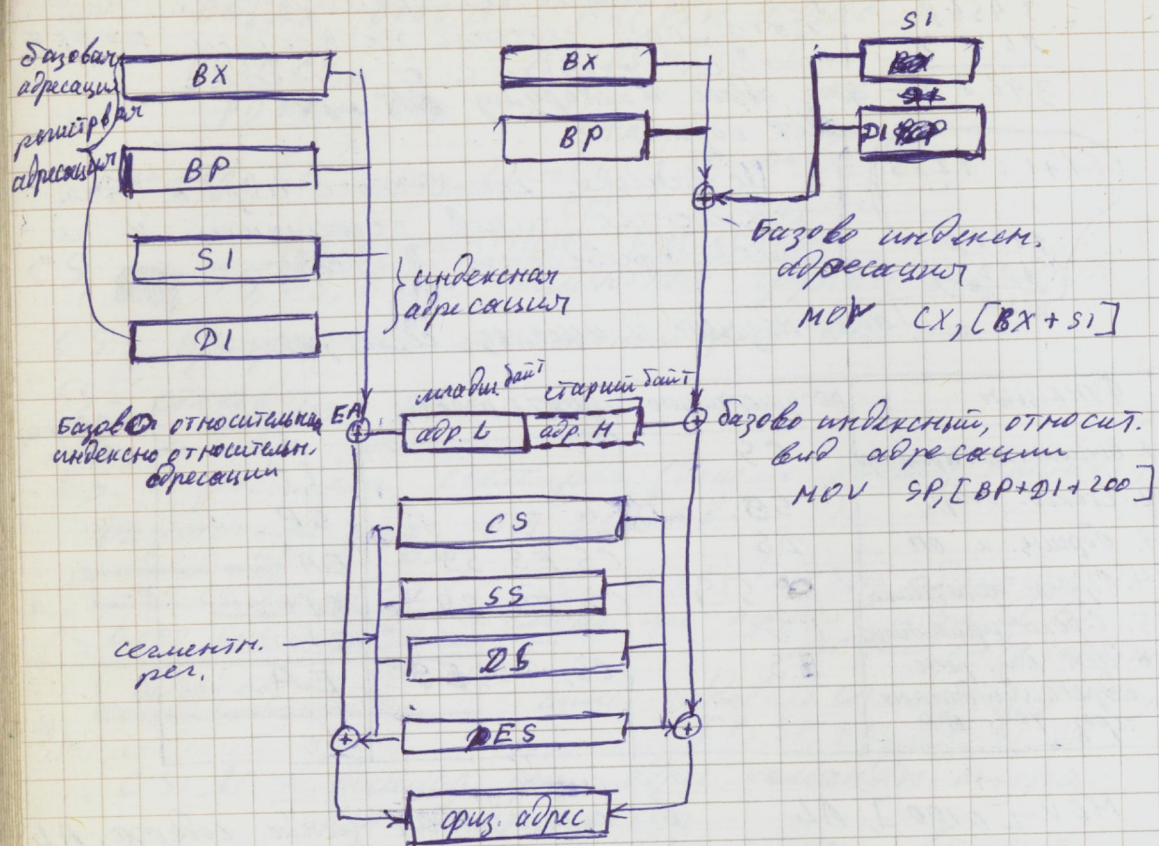 базовая
адресация
регистрвая
адресация
BX
BP
SI
DI
}индексная
адресация
BX
BP
SI
DI
Базово индексн.
адресация
MOV CX, [BX+SI]
младш. байт старший байт
Базово относительная
индексно относительн.
адресации
EA
адр. L адр. H
базово индексный, относит.
вид адресации
MOV SP, [BP+DI+200]
CS
SS
DS
ES
сегментн.
рег.
физ. адрес